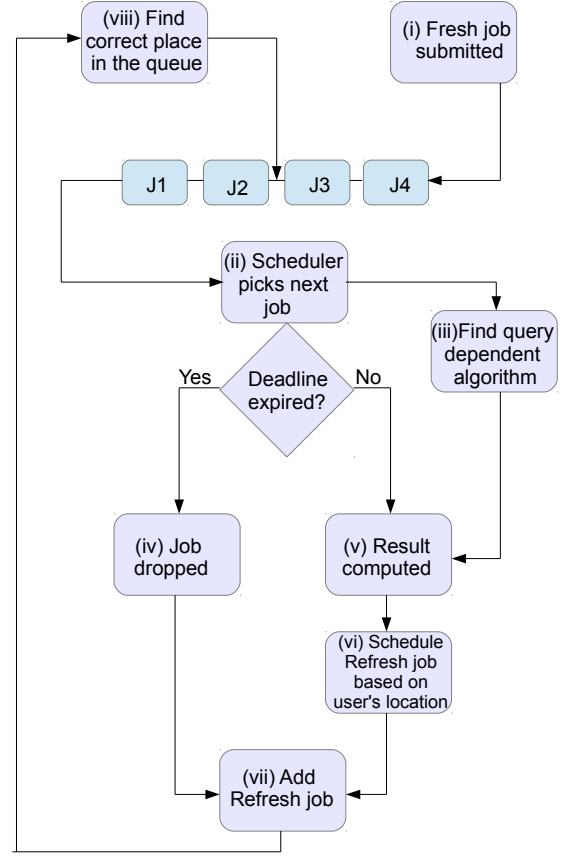 (viii) Find
correct place
in the queue
(i) Fresh job
submitted
J1
J2
J3
J4
(ii) Scheduler
picks next
job
(iii)Find query
dependent
algorithm
Yes
Deadline
expired?
No
(iv) Job
dropped
(v) Result
computed
(vi) Schedule
Refresh job
based on
user's location
(vii) Add
Refresh job